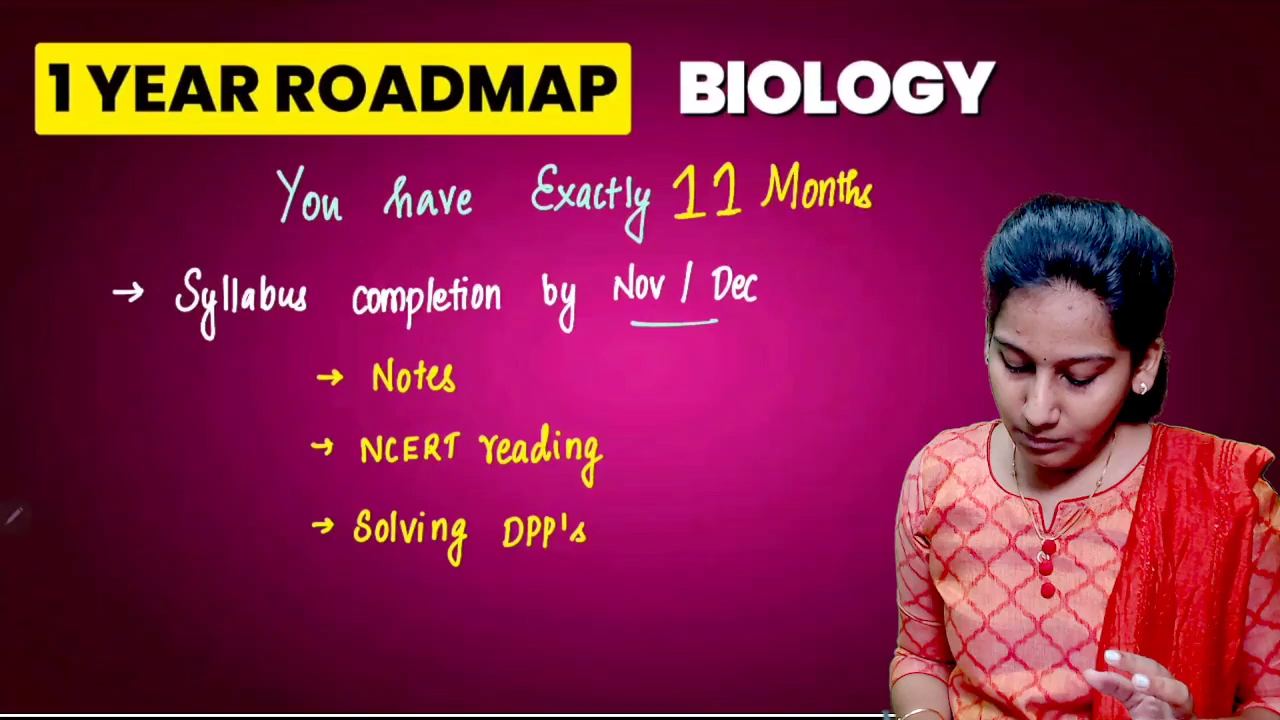 1 YEAR ROADMAP BIOLOGY
You have Exactly 11 Months
→ Syllabus completion by Nov / Dec
→ Notes
→ NCERT reading
→ Solving DPP's